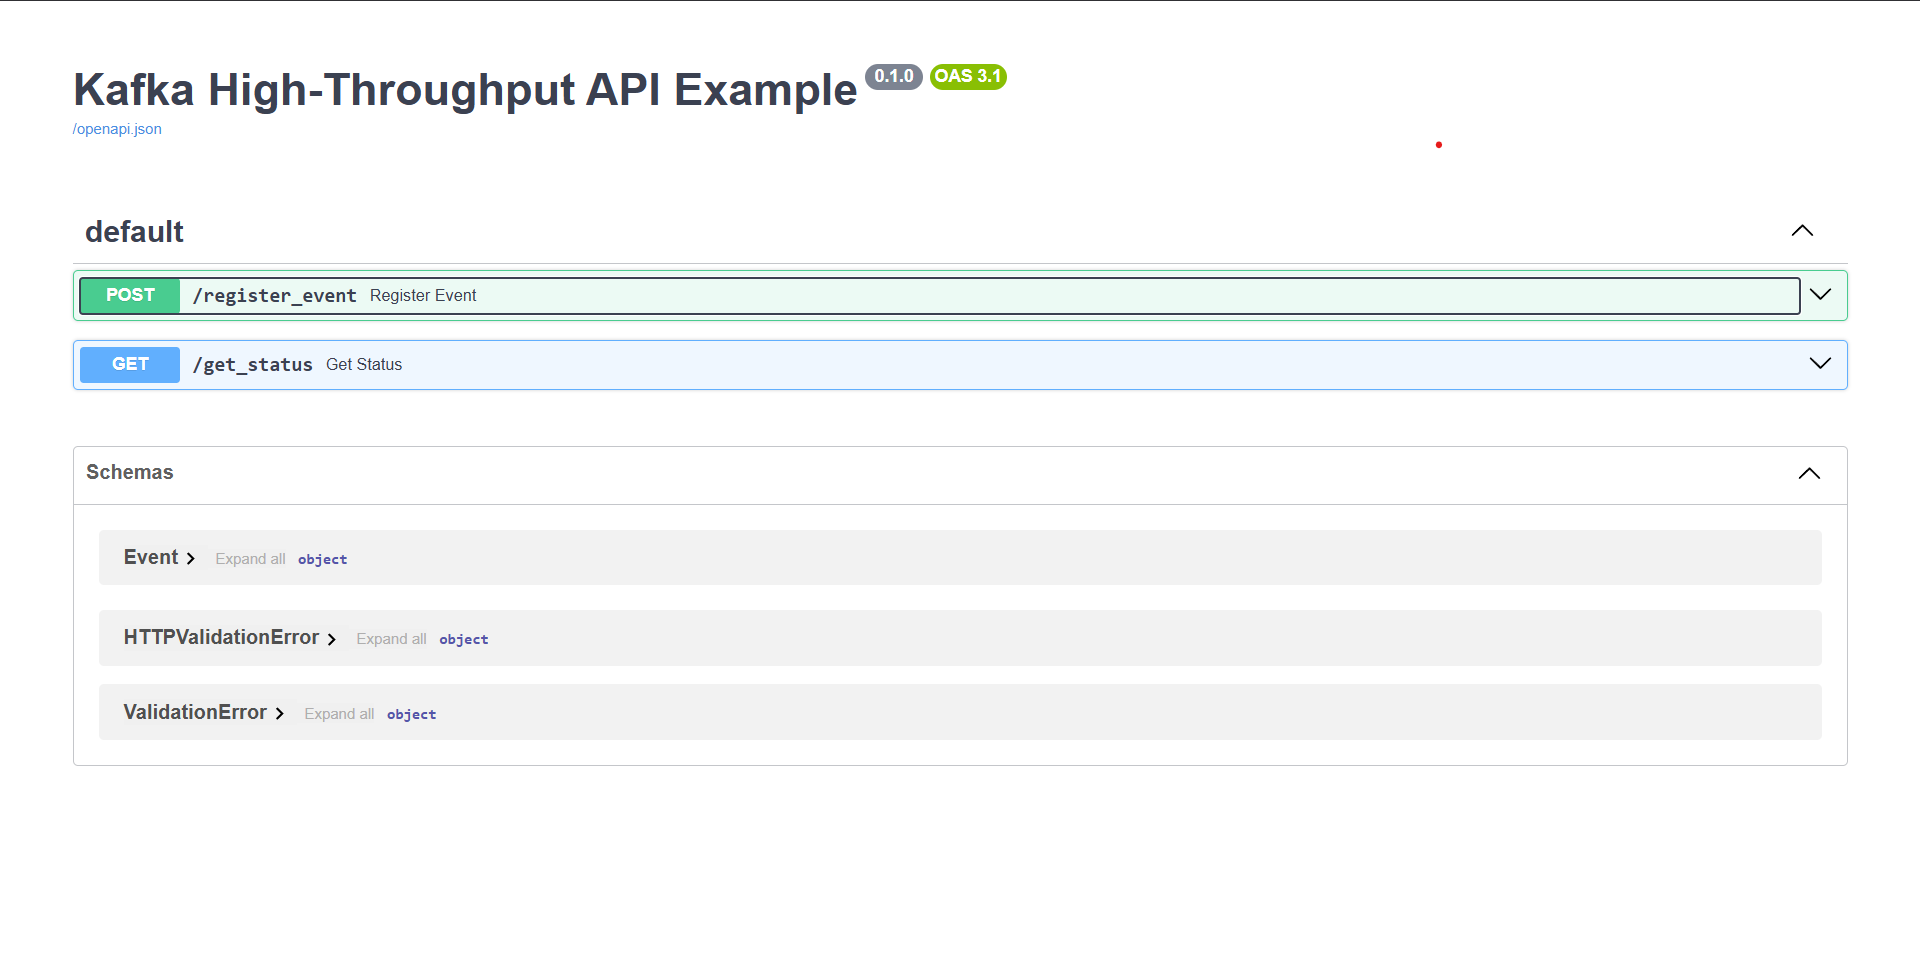 Kafka High-Throughput API Example 0.1.0 OAS 3.1
/openapi.json
default
POST /register_event Register Event
GET /get_status Get Status
Schemas
Event Expand all object
HTTPValidationError Expand all object
ValidationError Expand all object